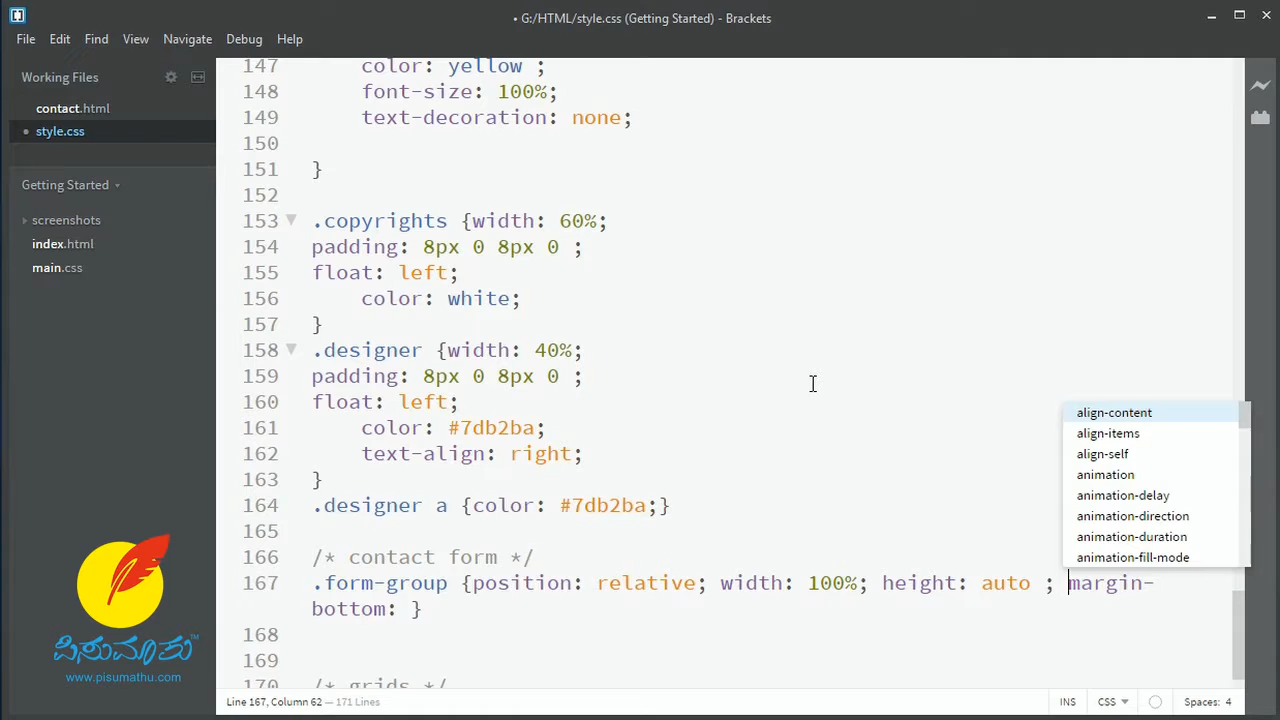 • G:/HTML/style.css (Getting Started) - Brackets
File Edit Find View Navigate Debug Help
Working Files
contact.html
• style.css
Getting Started
screenshots
index.html
main.css
147 color: yellow ;
148 font-size: 100%;
149 text-decoration: none;
150
151 }
152
153 .copyrights {width: 60%;
154 padding: 8px 0 8px 0 ;
155 float: left;
156 color: white;
157 }
158 .designer {width: 40%;
159 padding: 8px 0 8px 0 ;
160 float: left;
161 color: #7db2ba;
162 text-align: right;
163 }
164 .designer a {color: #7db2ba;}
165
166 /* contact form */
167 .form-group {position: relative; width: 100%; height: auto ; margin-
bottom: }
168
169
170 /* grids */
align-content
align-items
align-self
animation
animation-delay
animation-direction
animation-duration
animation-fill-mode
ಪಿಸುಮಾತು™
www.pisumathu.com
Line 167, Column 62 — 171 Lines
INS CSS Spaces: 4